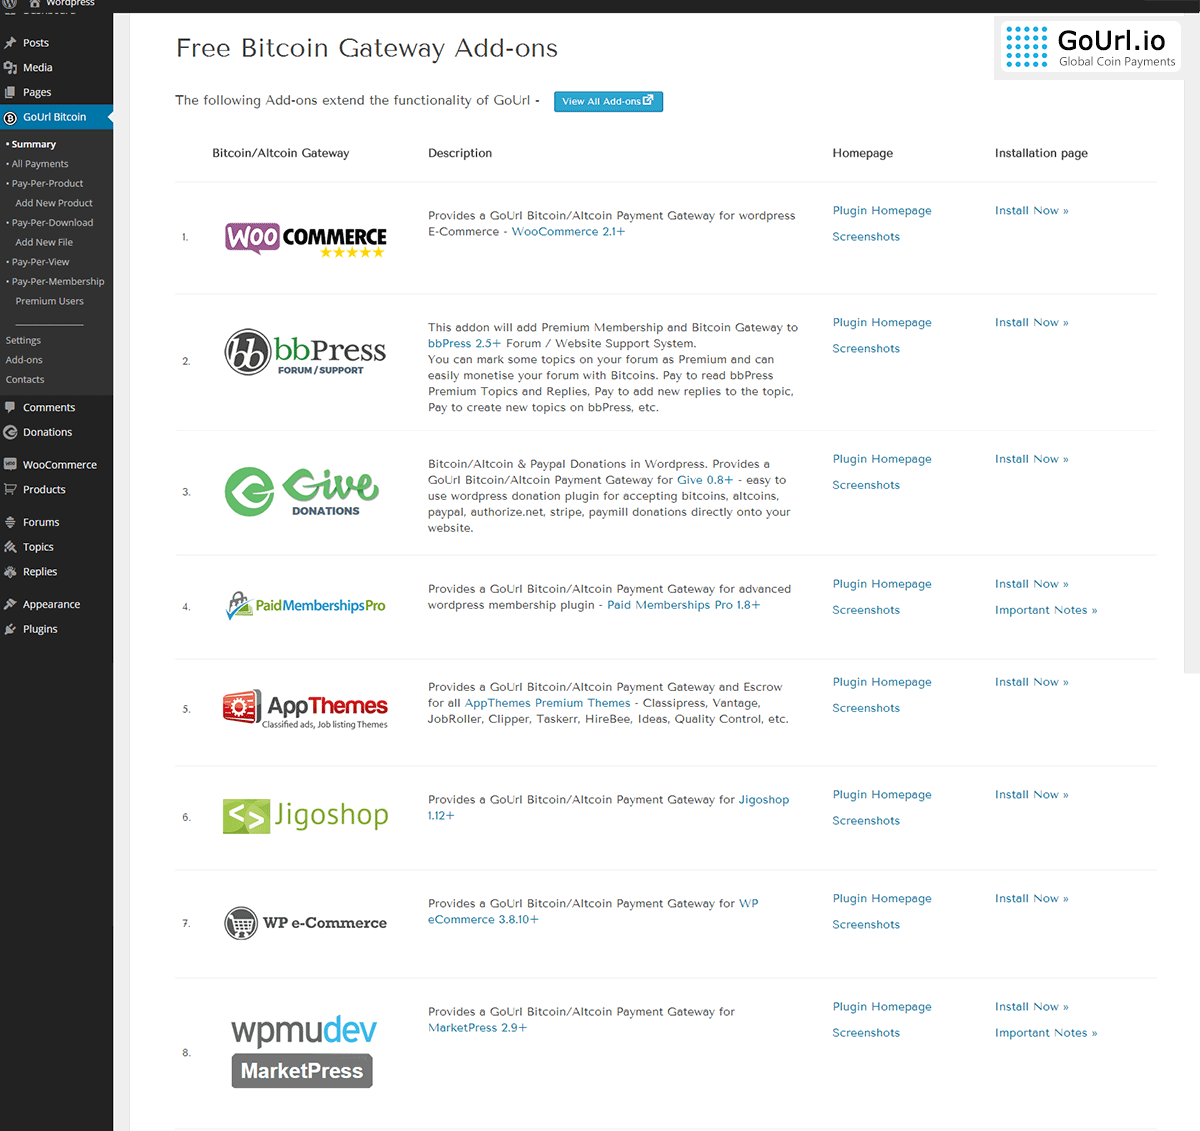 Wordpress
Dashboard
Posts
Media
Pages
GoUrl Bitcoin
• Summary
• All Payments
• Pay-Per-Product
Add New Product
• Pay-Per-Download
Add New File
• Pay-Per-View
• Pay-Per-Membership
Premium Users
Settings
Add-ons
Contacts
Comments
Donations
WooCommerce
Products
Forums
Topics
Replies
Appearance
Plugins
Free Bitcoin Gateway Add-ons
GoUrl.io
Global Coin Payments
The following Add-ons extend the functionality of GoUrl - View All Add-ons
Bitcoin/Altcoin Gateway Description Homepage Installation page
1.
WOO COMMERCE
Provides a GoUrl Bitcoin/Altcoin Payment Gateway for wordpress
E-Commerce - WooCommerce 2.1+
Plugin Homepage
Screenshots
Install Now »
2.
bb bbPress
FORUM / SUPPORT
This addon will add Premium Membership and Bitcoin Gateway to
bbPress 2.5+ Forum / Website Support System.
You can mark some topics on your forum as Premium and can
easily monetise your forum with Bitcoins. Pay to read bbPress
Premium Topics and Replies, Pay to add new replies to the topic,
Pay to create new topics on bbPress, etc.
Plugin Homepage
Screenshots
Install Now »
3.
Give
DONATIONS
Bitcoin/Altcoin & Paypal Donations in Wordpress. Provides a
GoUrl Bitcoin/Altcoin Payment Gateway for Give 0.8+ - easy to
use wordpress donation plugin for accepting bitcoins, altcoins,
paypal, authorize.net, stripe, paymill donations directly onto your
website.
Plugin Homepage
Screenshots
Install Now »
4.
PaidMembershipsPro
Provides a GoUrl Bitcoin/Altcoin Payment Gateway for advanced
wordpress membership plugin - Paid Memberships Pro 1.8+
Plugin Homepage
Screenshots
Install Now »
Important Notes »
5.
AppThemes
Classified ads, Job listing Themes
Provides a GoUrl Bitcoin/Altcoin Payment Gateway and Escrow
for all AppThemes Premium Themes - Classipress, Vantage,
JobRoller, Clipper, Taskerr, HireBee, Ideas, Quality Control, etc.
Plugin Homepage
Screenshots
Install Now »
6.
Jigoshop
Provides a GoUrl Bitcoin/Altcoin Payment Gateway for Jigoshop
1.12+
Plugin Homepage
Screenshots
Install Now »
7.
WP e-Commerce
Provides a GoUrl Bitcoin/Altcoin Payment Gateway for WP
eCommerce 3.8.10+
Plugin Homepage
Screenshots
Install Now »
8.
wpmudev
MarketPress
Provides a GoUrl Bitcoin/Altcoin Payment Gateway for
MarketPress 2.9+
Plugin Homepage
Screenshots
Install Now »
Important Notes »